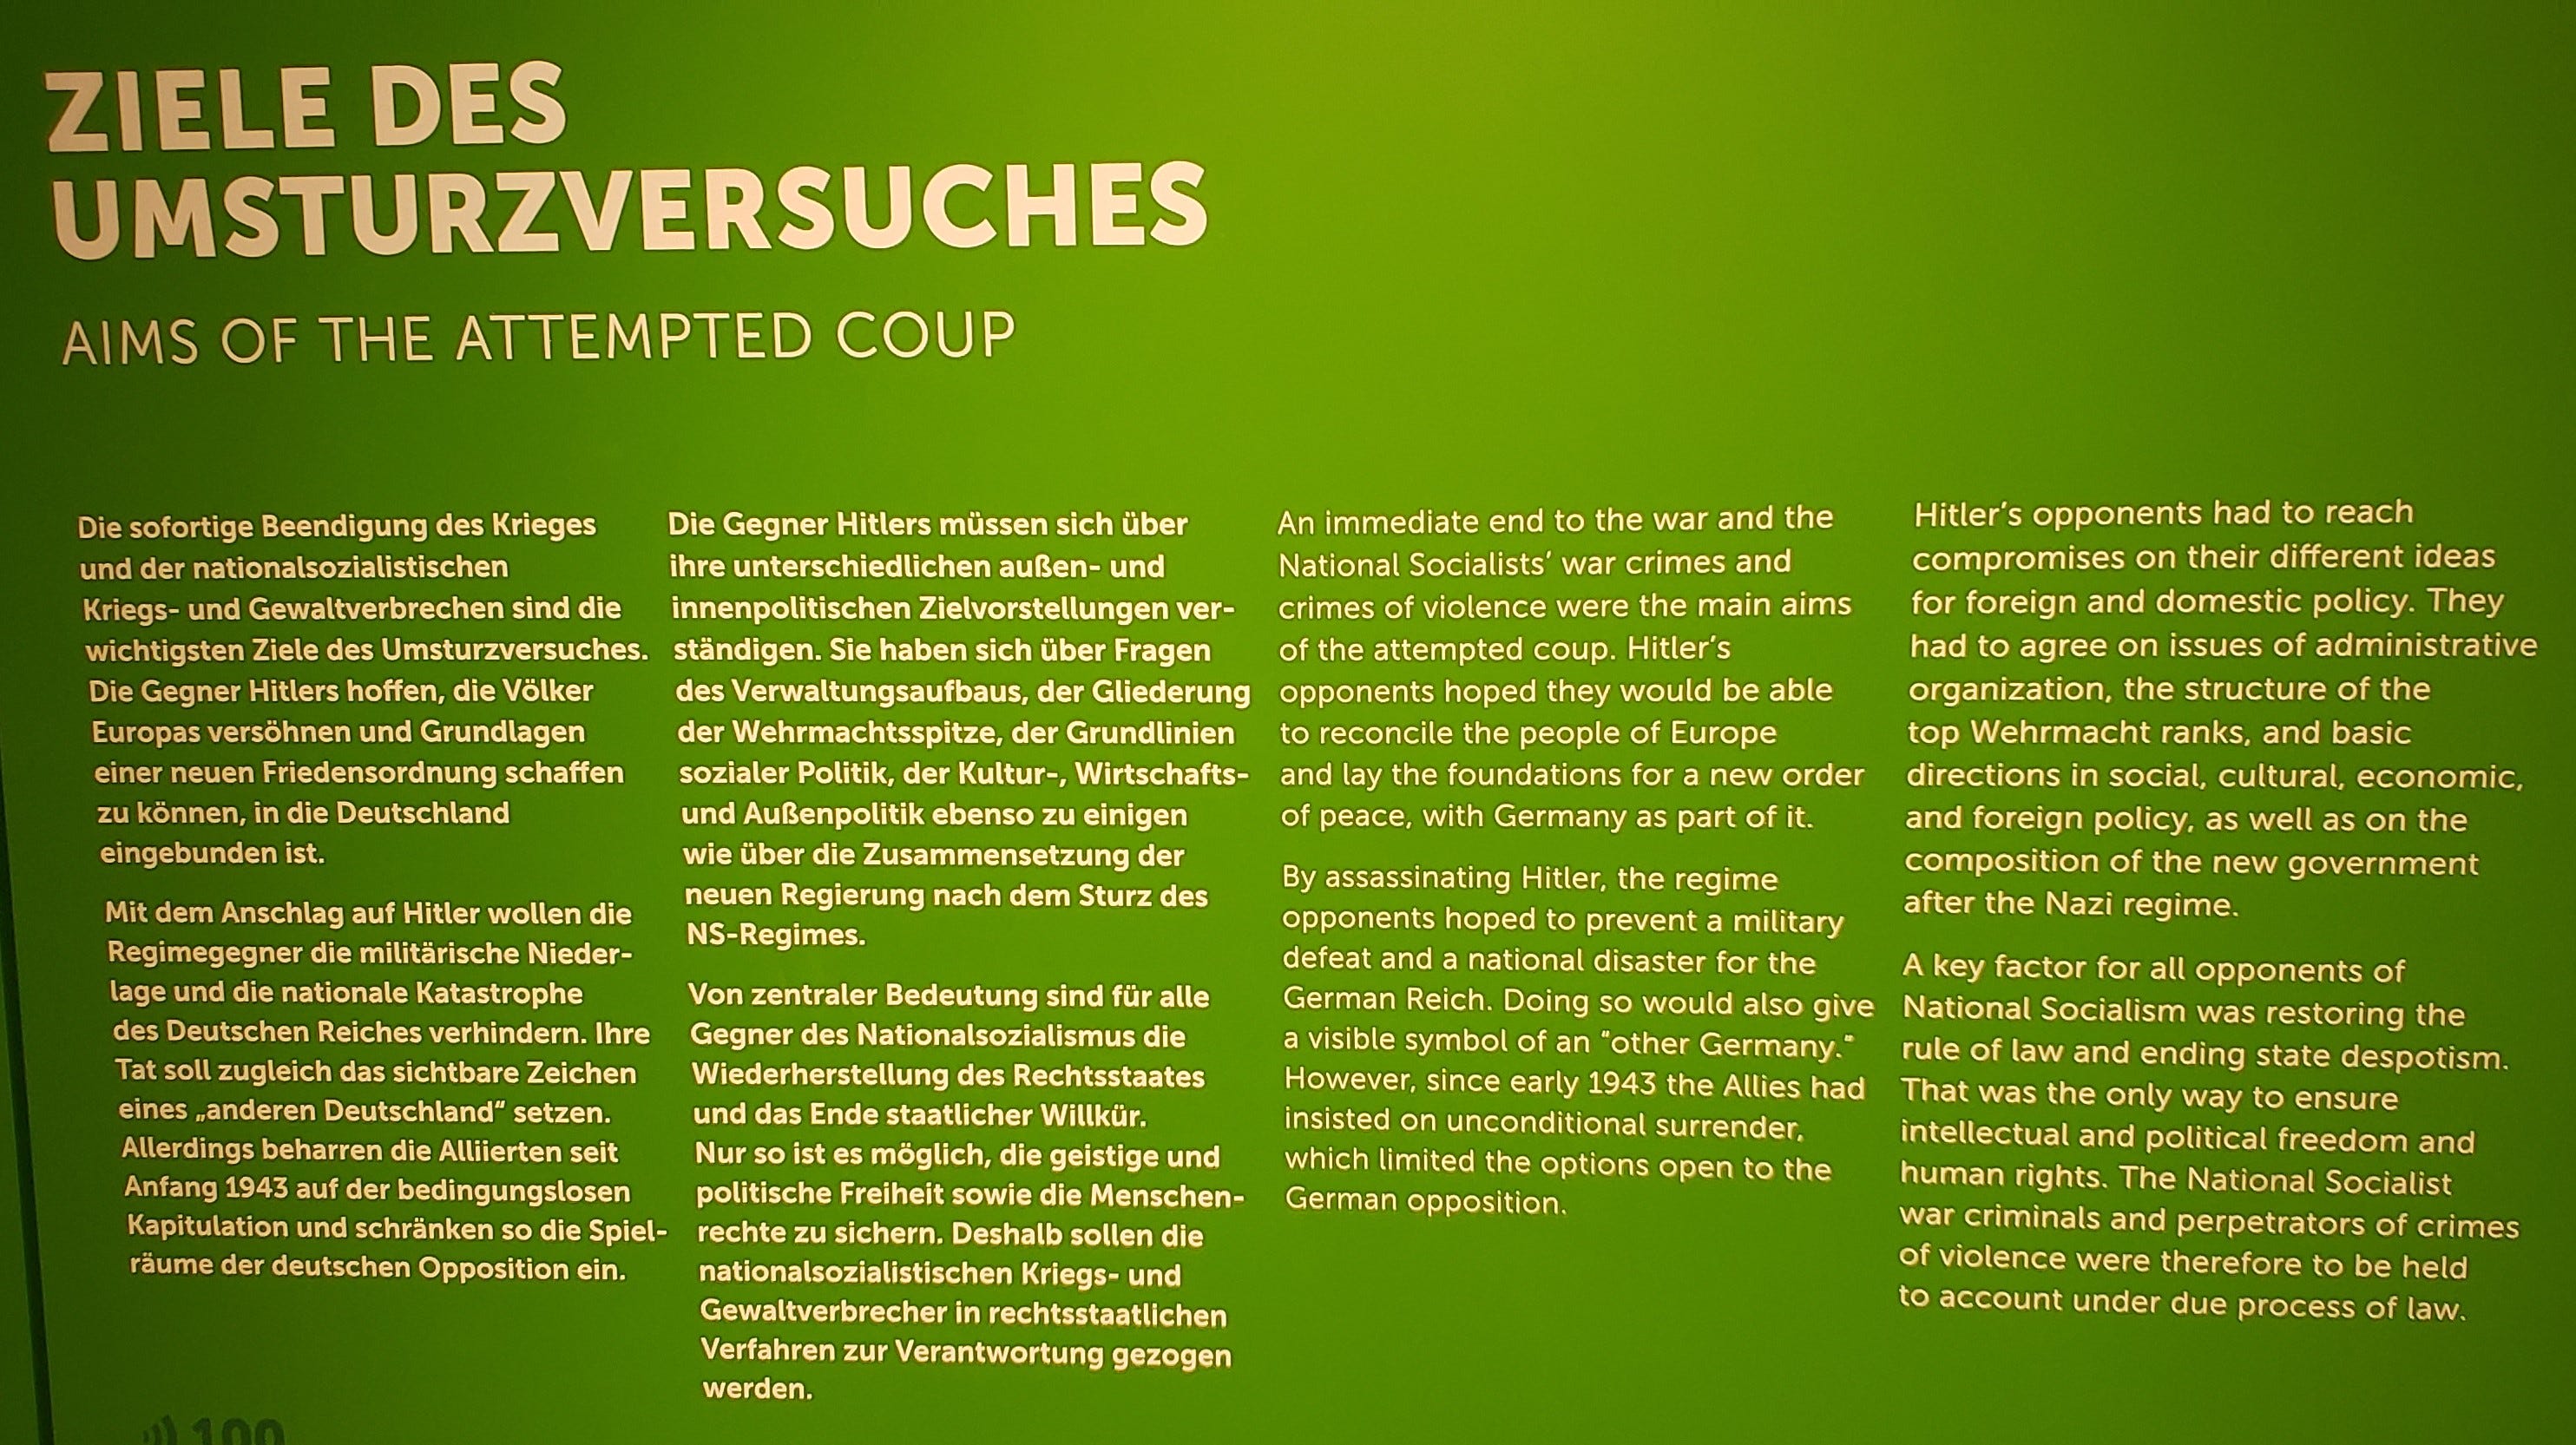 ZIELE DES
UMSTURZVERSUCHES
AIMS OF THE ATTEMPTED COUP
Die sofortige Beendigung des Krieges
und der nationalsozialistischen
Kriegs- und Gewaltverbrechen sind die
wichtigsten Ziele des Umsturzversuches.
Die Gegner Hitlers hoffen, die Völker
Europas versöhnen und Grundlagen
einer neuen Friedensordnung schaffen
zu können, in die Deutschland
eingebunden ist.
Mit dem Anschlag auf Hitler wollen die
Regimegegner die militärische Nieder-
lage und die nationale Katastrophe
des Deutschen Reiches verhindern. Ihre
Tat soll zugleich das sichtbare Zeichen
eines „anderen Deutschland“ setzen.
Allerdings beharren die Alliierten seit
Anfang 1943 auf der bedingungslosen
Kapitulation und schränken so die Spiel-
räume der deutschen Opposition ein.
Die Gegner Hitlers müssen sich über
ihre unterschiedlichen außen- und
innenpolitischen Zielvorstellungen ver-
ständigen. Sie haben sich über Fragen
des Verwaltungsaufbaus, der Gliederung
der Wehrmachtsspitze, der Grundlinien
sozialer Politik, der Kultur-, Wirtschafts-
und Außenpolitik ebenso zu einigen
wie über die Zusammensetzung der
neuen Regierung nach dem Sturz des
NS-Regimes.
Von zentraler Bedeutung sind für alle
Gegner des Nationalsozialismus die
Wiederherstellung des Rechtsstaates
und das Ende staatlicher Willkür.
Nur so ist es möglich, die geistige und
politische Freiheit sowie die Menschen-
rechte zu sichern. Deshalb sollen die
nationalsozialistischen Kriegs- und
Gewaltverbrecher in rechtsstaatlichen
Verfahren zur Verantwortung gezogen
werden.
An immediate end to the war and the
National Socialists’ war crimes and
crimes of violence were the main aims
of the attempted coup. Hitler’s
opponents hoped they would be able
to reconcile the people of Europe
and lay the foundations for a new order
of peace, with Germany as part of it.
By assassinating Hitler, the regime
opponents hoped to prevent a military
defeat and a national disaster for the
German Reich. Doing so would also give
a visible symbol of an “other Germany.”
However, since early 1943 the Allies had
insisted on unconditional surrender,
which limited the options open to the
German opposition.
Hitler’s opponents had to reach
compromises on their different ideas
for foreign and domestic policy. They
had to agree on issues of administrative
organization, the structure of the
top Wehrmacht ranks, and basic
directions in social, cultural, economic,
and foreign policy, as well as on the
composition of the new government
after the Nazi regime.
A key factor for all opponents of
National Socialism was restoring the
rule of law and ending state despotism.
That was the only way to ensure
intellectual and political freedom and
human rights. The National Socialist
war criminals and perpetrators of crimes
of violence were therefore to be held
to account under due process of law.